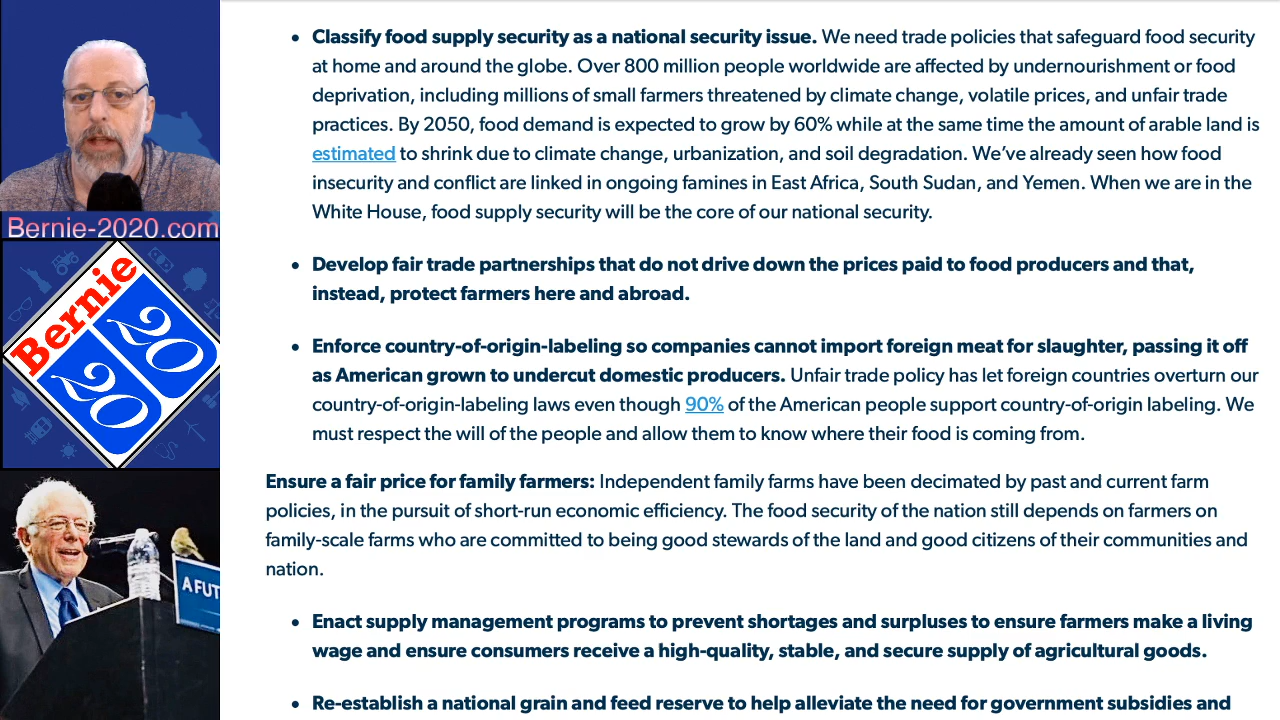 Bernie-2020.com
Bernie
20
20
A FUT
• Classify food supply security as a national security issue. We need trade policies that safeguard food security
at home and around the globe. Over 800 million people worldwide are affected by undernourishment or food
deprivation, including millions of small farmers threatened by climate change, volatile prices, and unfair trade
practices. By 2050, food demand is expected to grow by 60% while at the same time the amount of arable land is
estimated to shrink due to climate change, urbanization, and soil degradation. We’ve already seen how food
insecurity and conflict are linked in ongoing famines in East Africa, South Sudan, and Yemen. When we are in the
White House, food supply security will be the core of our national security.
• Develop fair trade partnerships that do not drive down the prices paid to food producers and that,
instead, protect farmers here and abroad.
• Enforce country-of-origin-labeling so companies cannot import foreign meat for slaughter, passing it off
as American grown to undercut domestic producers. Unfair trade policy has let foreign countries overturn our
country-of-origin-labeling laws even though 90% of the American people support country-of-origin labeling. We
must respect the will of the people and allow them to know where their food is coming from.
Ensure a fair price for family farmers: Independent family farms have been decimated by past and current farm
policies, in the pursuit of short-run economic efficiency. The food security of the nation still depends on farmers on
family-scale farms who are committed to being good stewards of the land and good citizens of their communities and
nation.
• Enact supply management programs to prevent shortages and surpluses to ensure farmers make a living
wage and ensure consumers receive a high-quality, stable, and secure supply of agricultural goods.
• Re-establish a national grain and feed reserve to help alleviate the need for government subsidies and